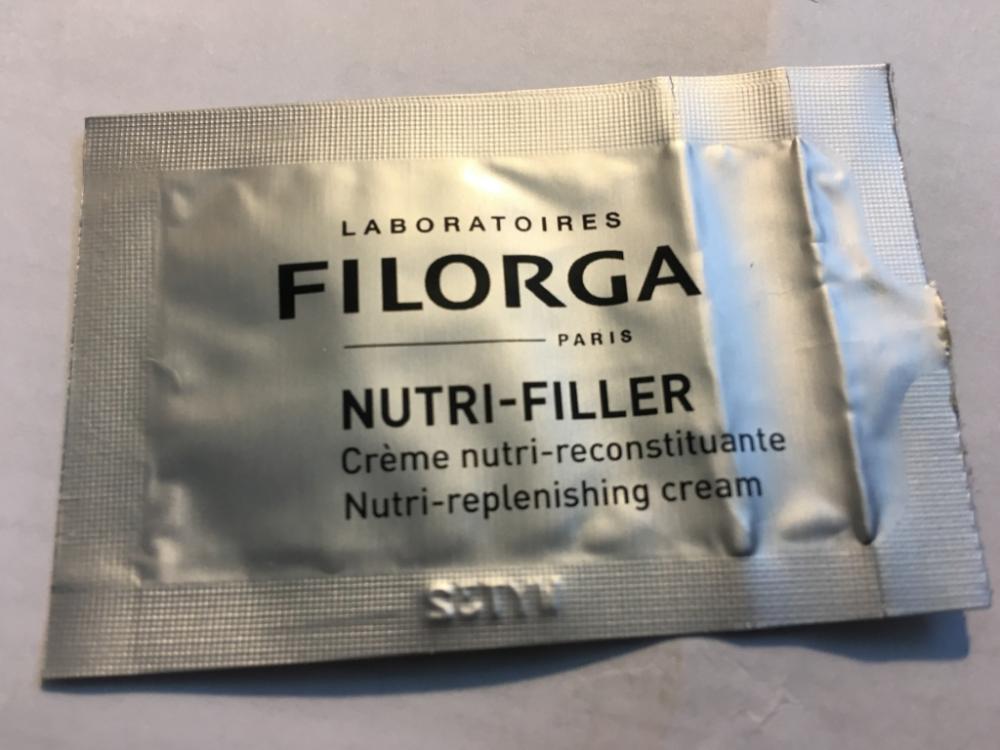 LABORATOIRES
FILORGA
PARIS
NUTRI-FILLER
Crème nutri-reconstituante
Nutri-replenishing cream